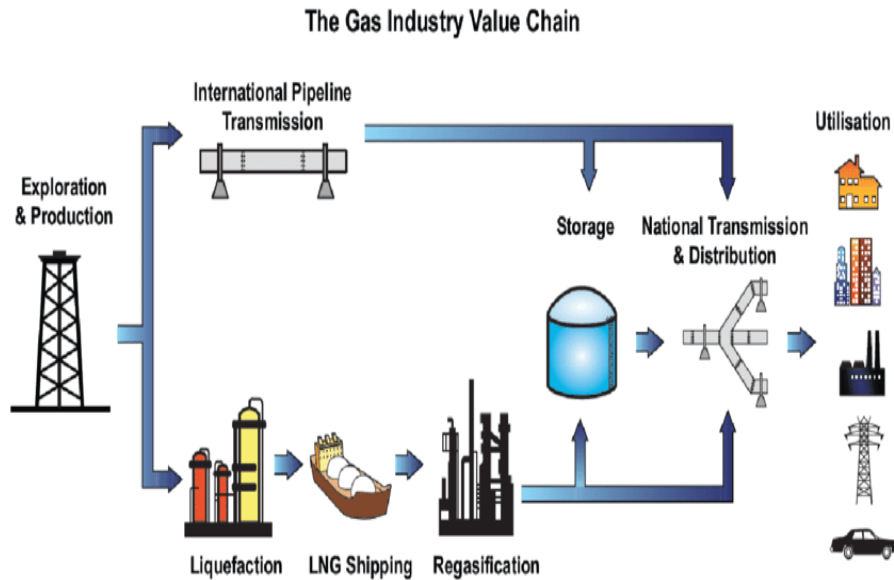 The Gas Industry Value Chain
International Pipeline
Transmission
Utilisation
Exploration
& Production
Storage
National Transmission
& Distribution
Liquefaction
LNG Shipping
Regasification